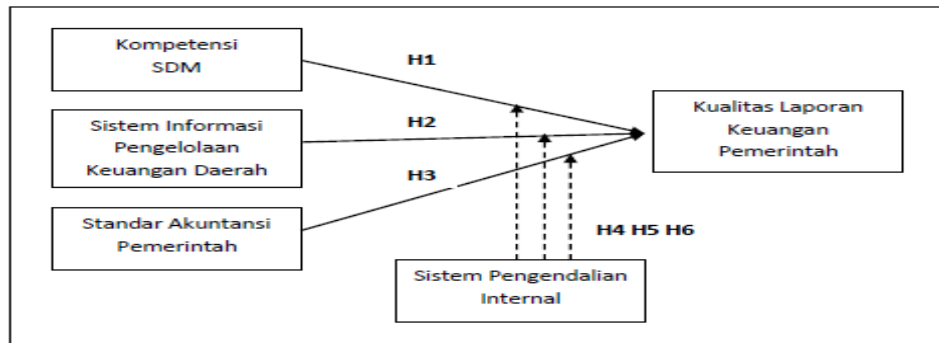 Kompetensi
SDM
H1
Sistem Informasi
Pengelolaan
Keuangan Daerah
H2
Kualitas Laporan
Keuangan
Pemerintah
H3
Standar Akuntansi
Pemerintah
H4 H5 H6
Sistem Pengendalian
Internal